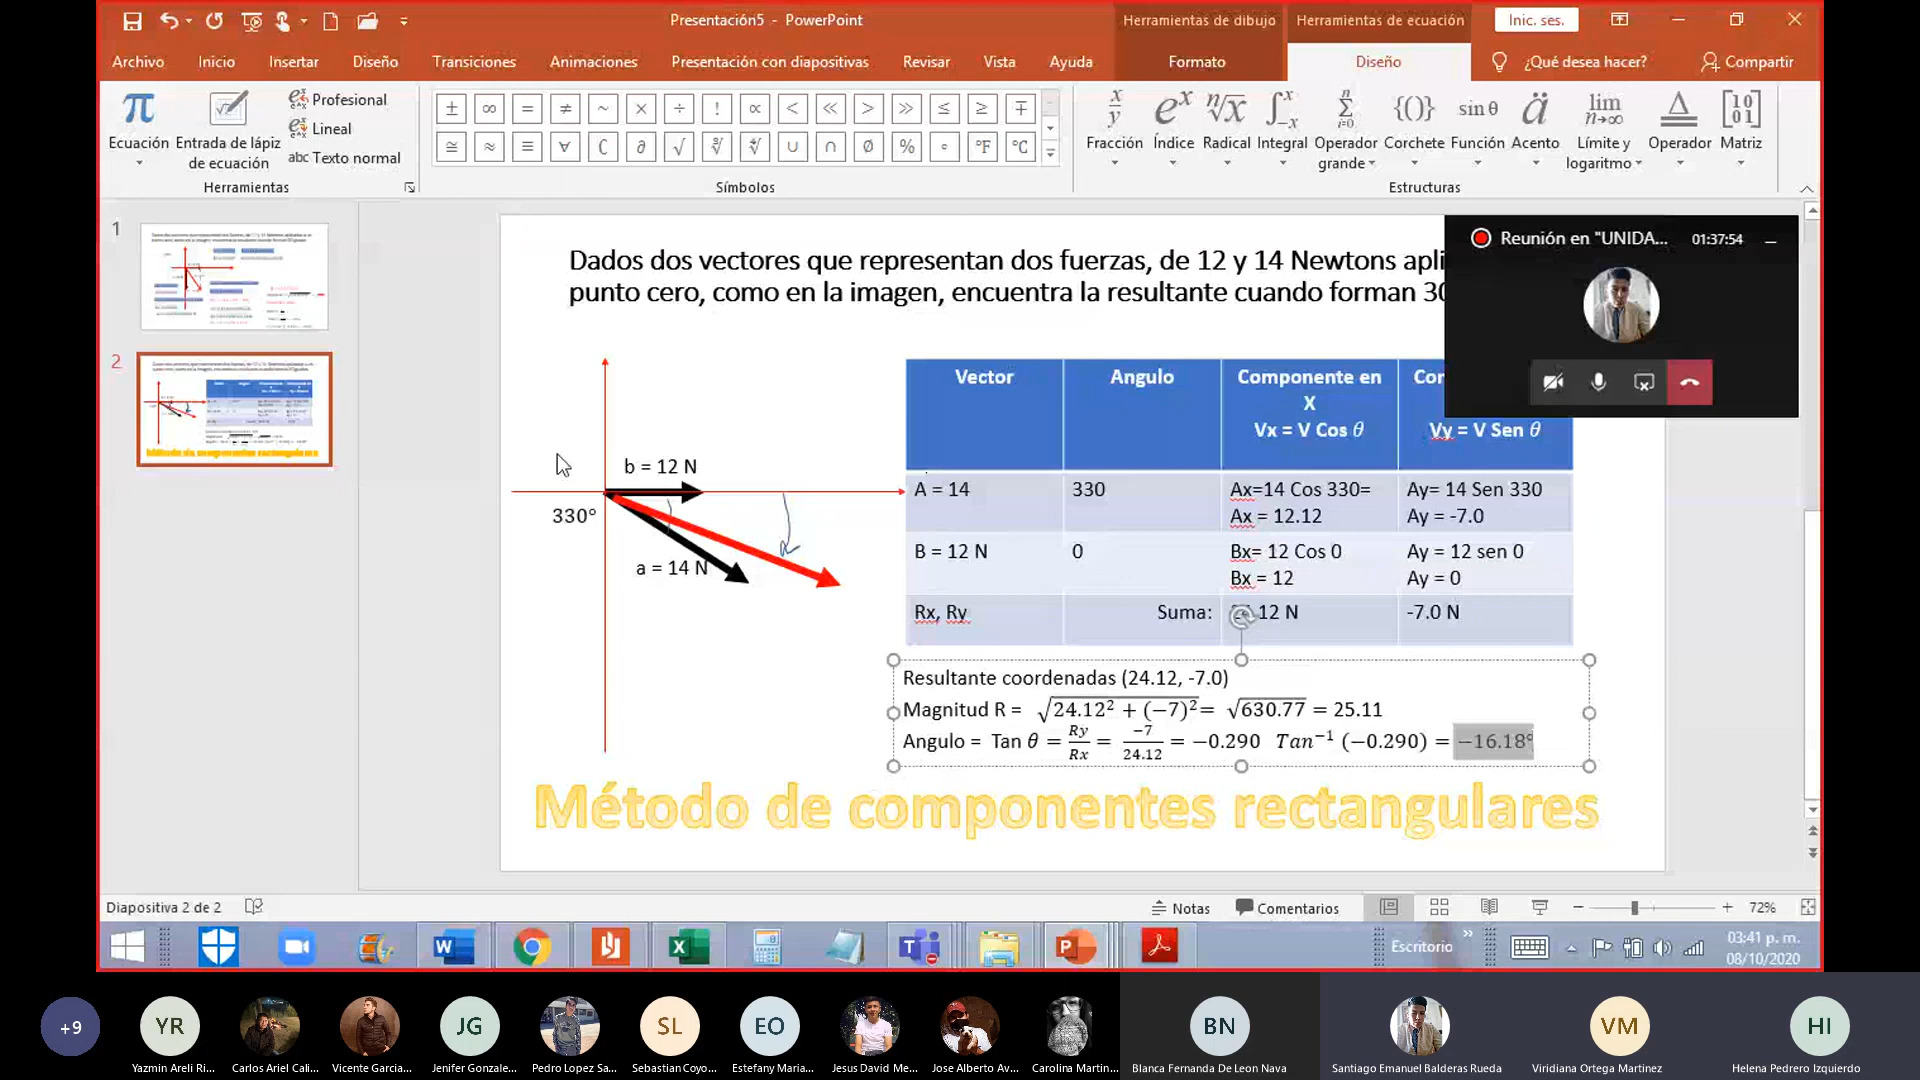 Presentación5 - PowerPoint
Herramientas de dibujo
Herramientas de ecuación
Inic. ses.
Archivo
Inicio
Insertar
Diseño
Transiciones
Animaciones
Presentación con diapositivas
Revisar
Vista
Ayuda
Formato
Diseño
¿Qué desea hacer?
Compartir
Ecuación
Entrada de lápiz de ecuación
Profesional
Lineal
abc Texto normal
Herramientas
± ∞ = ≠ ~ × ÷ ! ∝ < ≪ > ≫ ≤ ≥ ∓
≅ ≈ ≡ ∀ ∁ ∂ √ ∛ ∜ ∪ ∩ ∅ % ° °F °C
Símbolos
Fracción
Índice
Radical
Integral
Operador grande
Corchete
Función
Acento
Límite y logaritmo
Operador
Matriz
Estructuras
1
2
Dados dos vectores que representan dos fuerzas, de 12 y 14 Newtons apli
punto cero, como en la imagen, encuentra la resultante cuando forman 30
Reunión en "UNIDA...
01:37:54
b = 12 N
330°
a = 14 N
Vector
Angulo
Componente en X
Vx = V Cos θ
Cor
Vy = V Sen θ
A = 14
330
Ax=14 Cos 330=
Ax = 12.12
Ay= 14 Sen 330
Ay = -7.0
B = 12 N
0
Bx= 12 Cos 0
Bx = 12
Ay = 12 sen 0
Ay = 0
Rx, Ry
Suma:
.12 N
-7.0 N
Resultante coordenadas (24.12, -7.0)
Magnitud R = √24.12² + (−7)² = √630.77 = 25.11
Angulo = Tan θ = Ry/Rx = −7/24.12 = −0.290 Tan⁻¹ (−0.290) = −16.18°
Método de componentes rectangulares
Diapositiva 2 de 2
Notas
Comentarios
72%
Escritorio
03:41 p. m.
08/10/2020
+9
YR
JG
SL
EO
BN
VM
HI
Yazmin Areli Ri...
Carlos Ariel Cali...
Vicente Garcia...
Jenifer Gonzale...
Pedro Lopez Sa...
Sebastian Coyo...
Estefany Maria...
Jesus David Me...
Jose Alberto Av...
Carolina Martin...
Blanca Fernanda De Leon Nava
Santiago Emanuel Balderas Rueda
Viridiana Ortega Martinez
Helena Pedrero Izquierdo